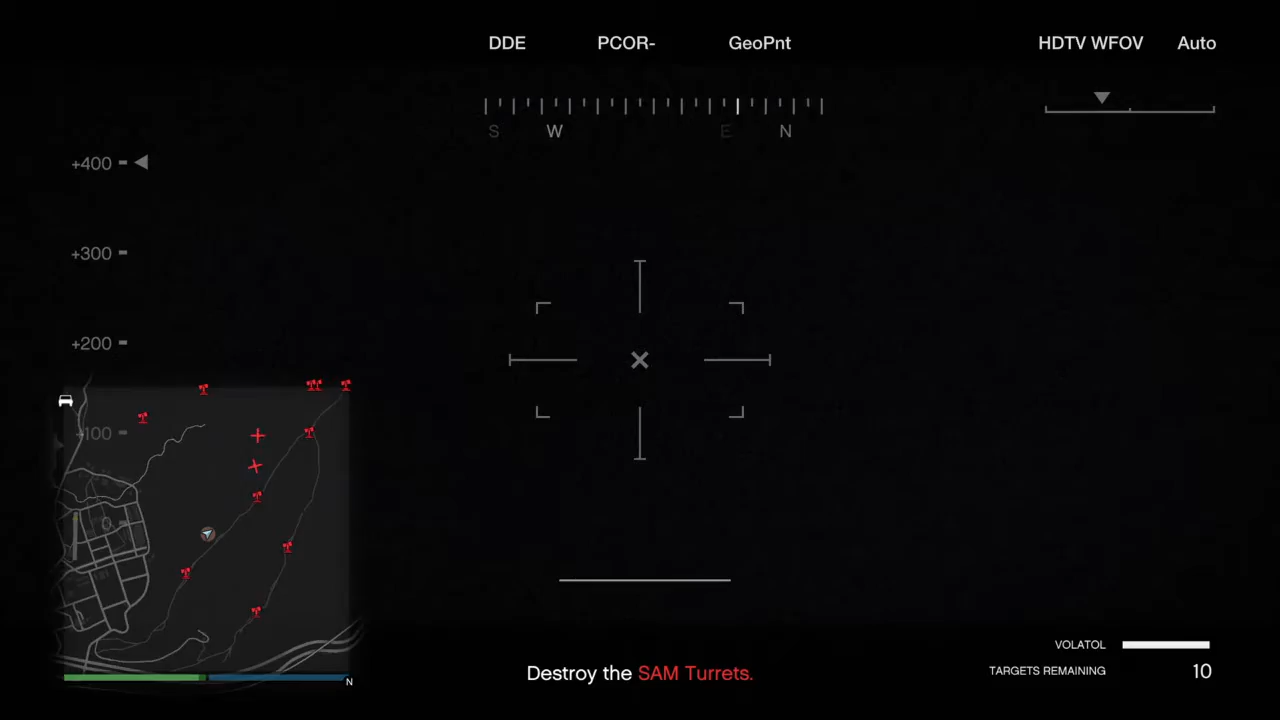 DDE PCOR- GeoPnt HDTV WFOV Auto
S W E N
+400
+300
+200
+100
N
Destroy the SAM Turrets.
VOLATOL
TARGETS REMAINING 10